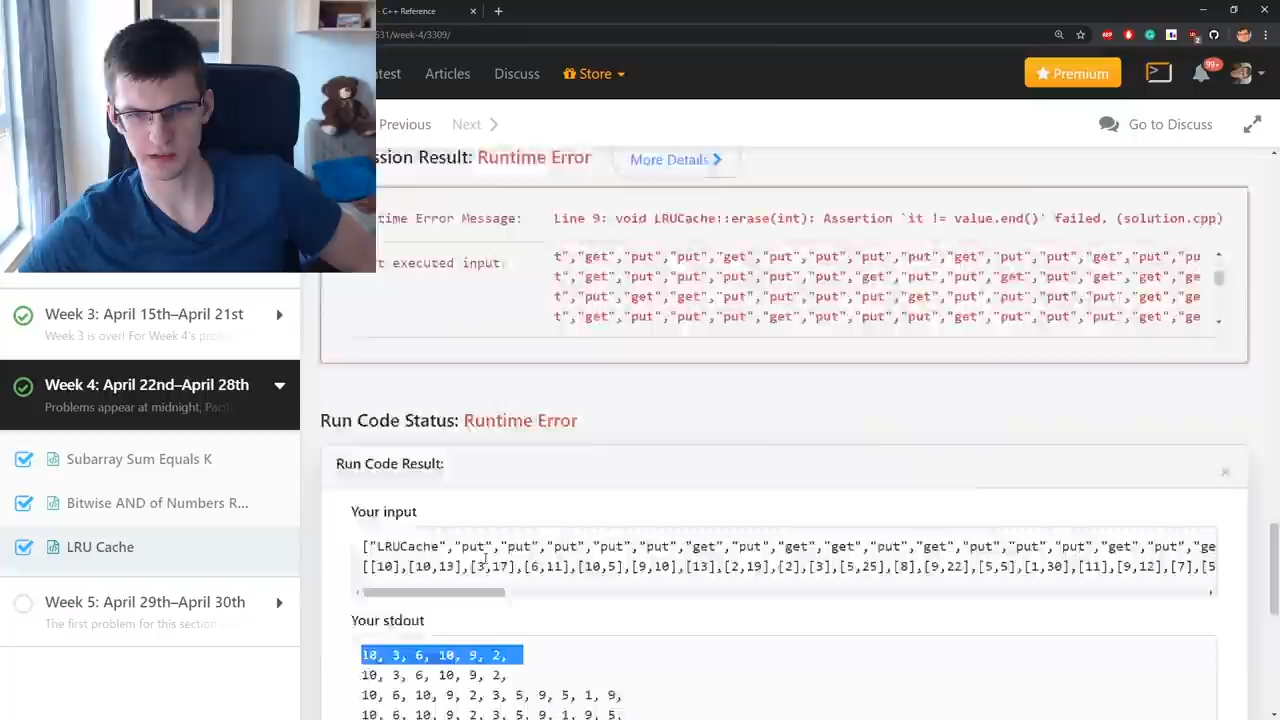 C++ Reference
531/week-4/3309/
test Articles Discuss Store Premium 99+
Previous Next Go to Discuss
ssion Result: Runtime Error More Details
time Error Message: Line 9: void LRUCache::erase(int): Assertion `it != value.end()` failed. (solution.cpp)
t executed input:
t","get","put","put","get","put","put","put","get","put","put","get","put","pu
t","get","put","put","put","put","put","get","put","put","get","put","get","ge
t","put","get","get","put","put","put","put","get","put","put","put","get","ge
t","get","put","put","put","put","put","put","get","put","put","put","get","ge
Week 3: April 15th–April 21st
Week 3 is over! For Week 4's prob
Week 4: April 22nd–April 28th
Problems appear at midnight, Paci
Subarray Sum Equals K
Bitwise AND of Numbers R...
LRU Cache
Week 5: April 29th–April 30th
The first problem for this section
Run Code Status: Runtime Error
Run Code Result:
×
Your input
["LRUCache","put","put","put","put","put","get","put","get","get","put","get","put","put","put","get","put","ge
[[10],[10,13],[3,17],[6,11],[10,5],[9,10],[13],[2,19],[2],[3],[5,25],[8],[9,22],[5,5],[1,30],[11],[9,12],[7],[5
Your stdout
10, 3, 6, 10, 9, 2,
10, 3, 6, 10, 9, 2,
10, 6, 10, 9, 2, 3, 5, 9, 5, 1, 9,
10, 6, 10, 9, 2, 3, 5, 9, 1, 9, 5,